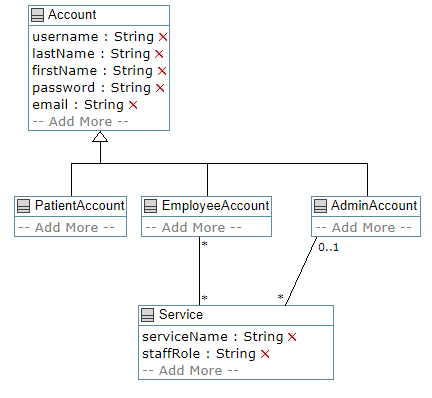 Account
username : String
lastName : String
firstName : String
password : String
email : String
-- Add More --
PatientAccount
-- Add More --
EmployeeAccount
-- Add More --
AdminAccount
-- Add More --
*
0..1
*
*
Service
serviceName : String
staffRole : String
-- Add More --